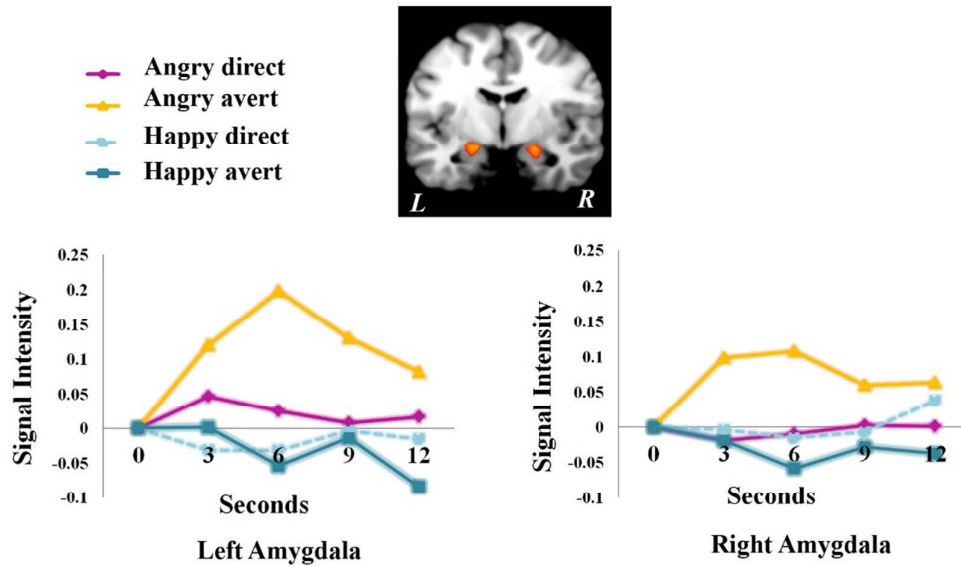 Angry direct
Angry avert
Happy direct
Happy avert
L R
0.25
0.2
0.15
0.1
0.05
0
-0.05
-0.1
Signal Intensity
0 3 6 9 12
Seconds
Left Amygdala
0.25
0.2
0.15
0.1
0.05
0
-0.05
-0.1
Signal Intensity
0 3 6 9 12
Seconds
Right Amygdala